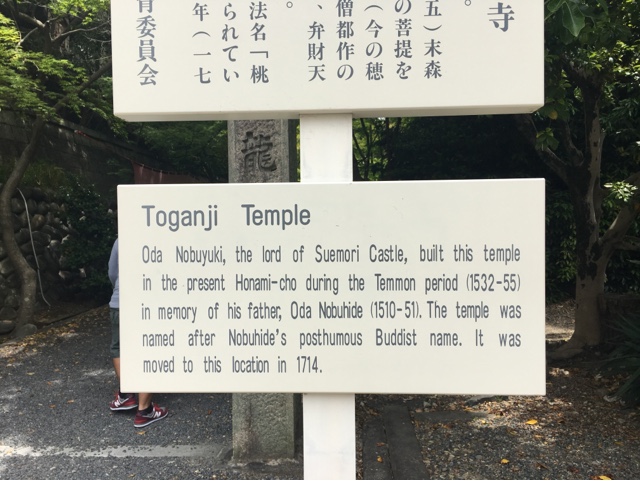 寺
。
五）末森
の菩提を
（今の穂
僧都作の
、弁財天
。
法名「桃
られてい
年（一七
育委員会
龍
Toganji Temple
Oda Nobuyuki, the lord of Suemori Castle, built this temple
in the present Honami-cho during the Temmon period (1532-55)
in memory of his father, Oda Nobuhide (1510-51). The temple was
named after Nobuhide's posthumous Buddist name. It was
moved to this location in 1714.